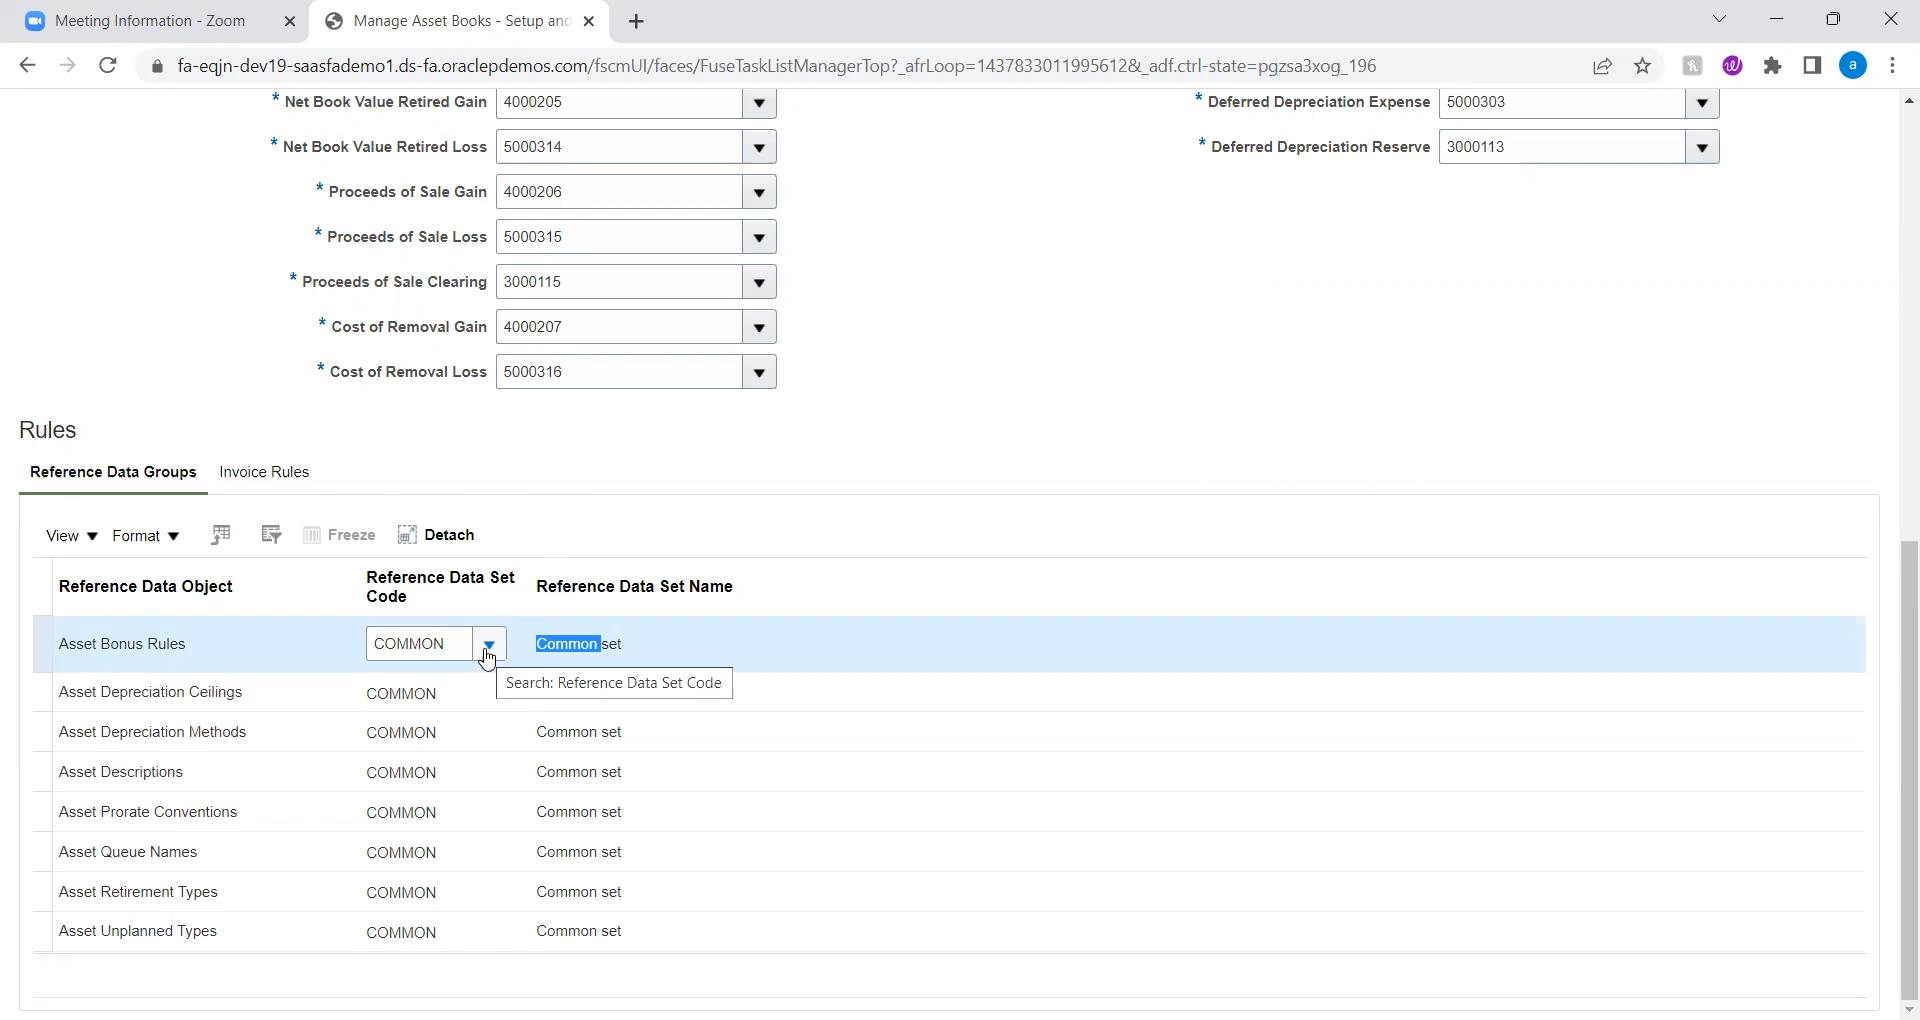 Meeting Information - Zoom
Manage Asset Books - Setup and
a
fa-eqjn-dev19-saasfademo1.ds-fa.oraclepdemos.com/fscmUI/faces/FuseTaskListManagerTop?_afrLoop=14378330119956128&_adf.ctrl-state=pgzsa3xog_196
* Net Book Value Retired Gain 4000205
* Deferred Depreciation Expense 5000303
* Net Book Value Retired Loss 5000314
* Deferred Depreciation Reserve 3000113
* Proceeds of Sale Gain 4000206
* Proceeds of Sale Loss 5000315
* Proceeds of Sale Clearing 3000115
* Cost of Removal Gain 4000207
* Cost of Removal Loss 5000316
Rules
Reference Data Groups Invoice Rules
View Format Freeze Detach
Reference Data Object Reference Data Set Code Reference Data Set Name
Asset Bonus Rules COMMON Common set
Search: Reference Data Set Code
Asset Depreciation Ceilings COMMON
Asset Depreciation Methods COMMON Common set
Asset Descriptions COMMON Common set
Asset Prorate Conventions COMMON Common set
Asset Queue Names COMMON Common set
Asset Retirement Types COMMON Common set
Asset Unplanned Types COMMON Common set